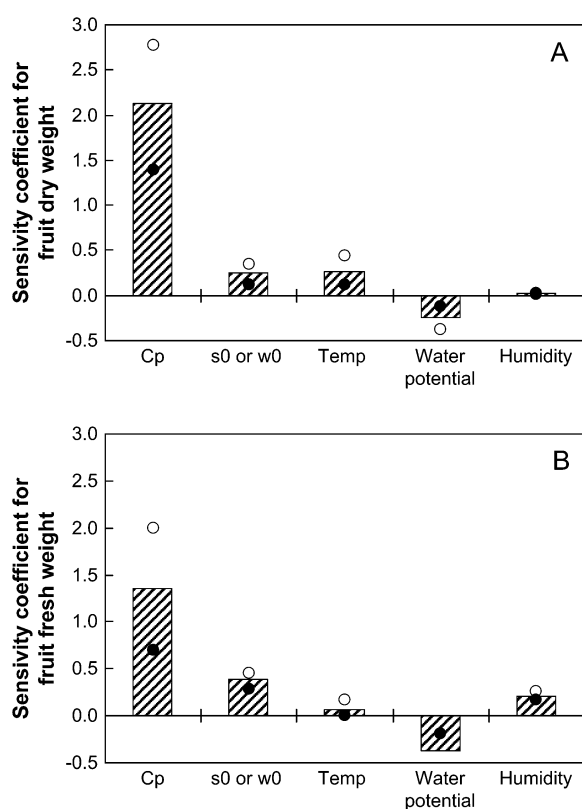 3.0
A
2.5
2.0
1.5
1.0
0.5
0.0
-0.5
Sensivity coefficient for
fruit dry weight
Cp s0 or w0 Temp Water Humidity
potential
3.0
B
2.5
2.0
1.5
1.0
0.5
0.0
-0.5
Sensivity coefficient for
fruit fresh weight
Cp s0 or w0 Temp Water Humidity
potential